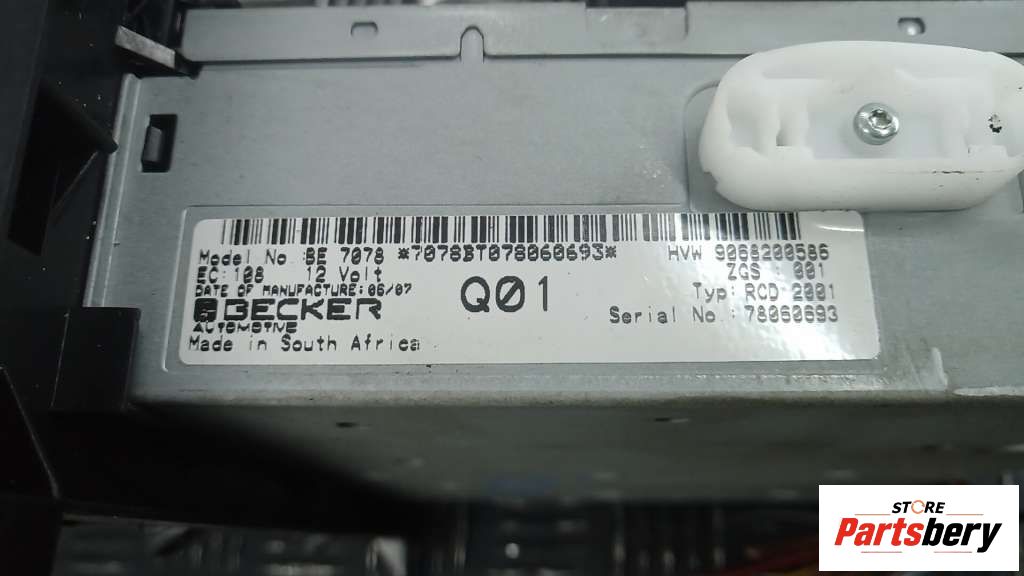 Model No :BE 7078 *7078BT078060693* HVW 9068200586
EC:108 12 Volt ZGS : 001
DATE OF MANUFACTURE:06/07 Q01 Typ: RCD 2001
BECKER Serial No.:78060693
AUTOMOTIVE
Made in South Africa
STORE
Partsbery